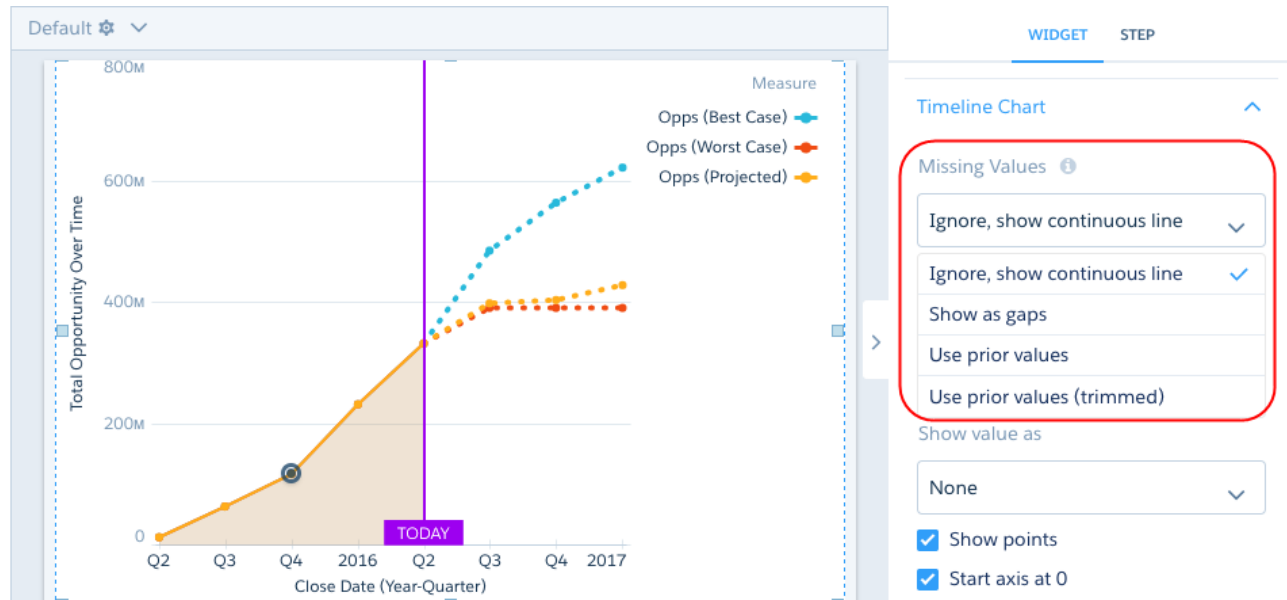 Default
WIDGET STEP
800M
Measure
Opps (Best Case)
Opps (Worst Case)
Opps (Projected)
600M
400M
200M
0
Total Opportunity Over Time
TODAY
Q2 Q3 Q4 2016 Q2 Q3 Q4 2017
Close Date (Year-Quarter)
Timeline Chart
Missing Values
Ignore, show continuous line
Ignore, show continuous line
Show as gaps
Use prior values
Use prior values (trimmed)
Show value as
None
Show points
Start axis at 0